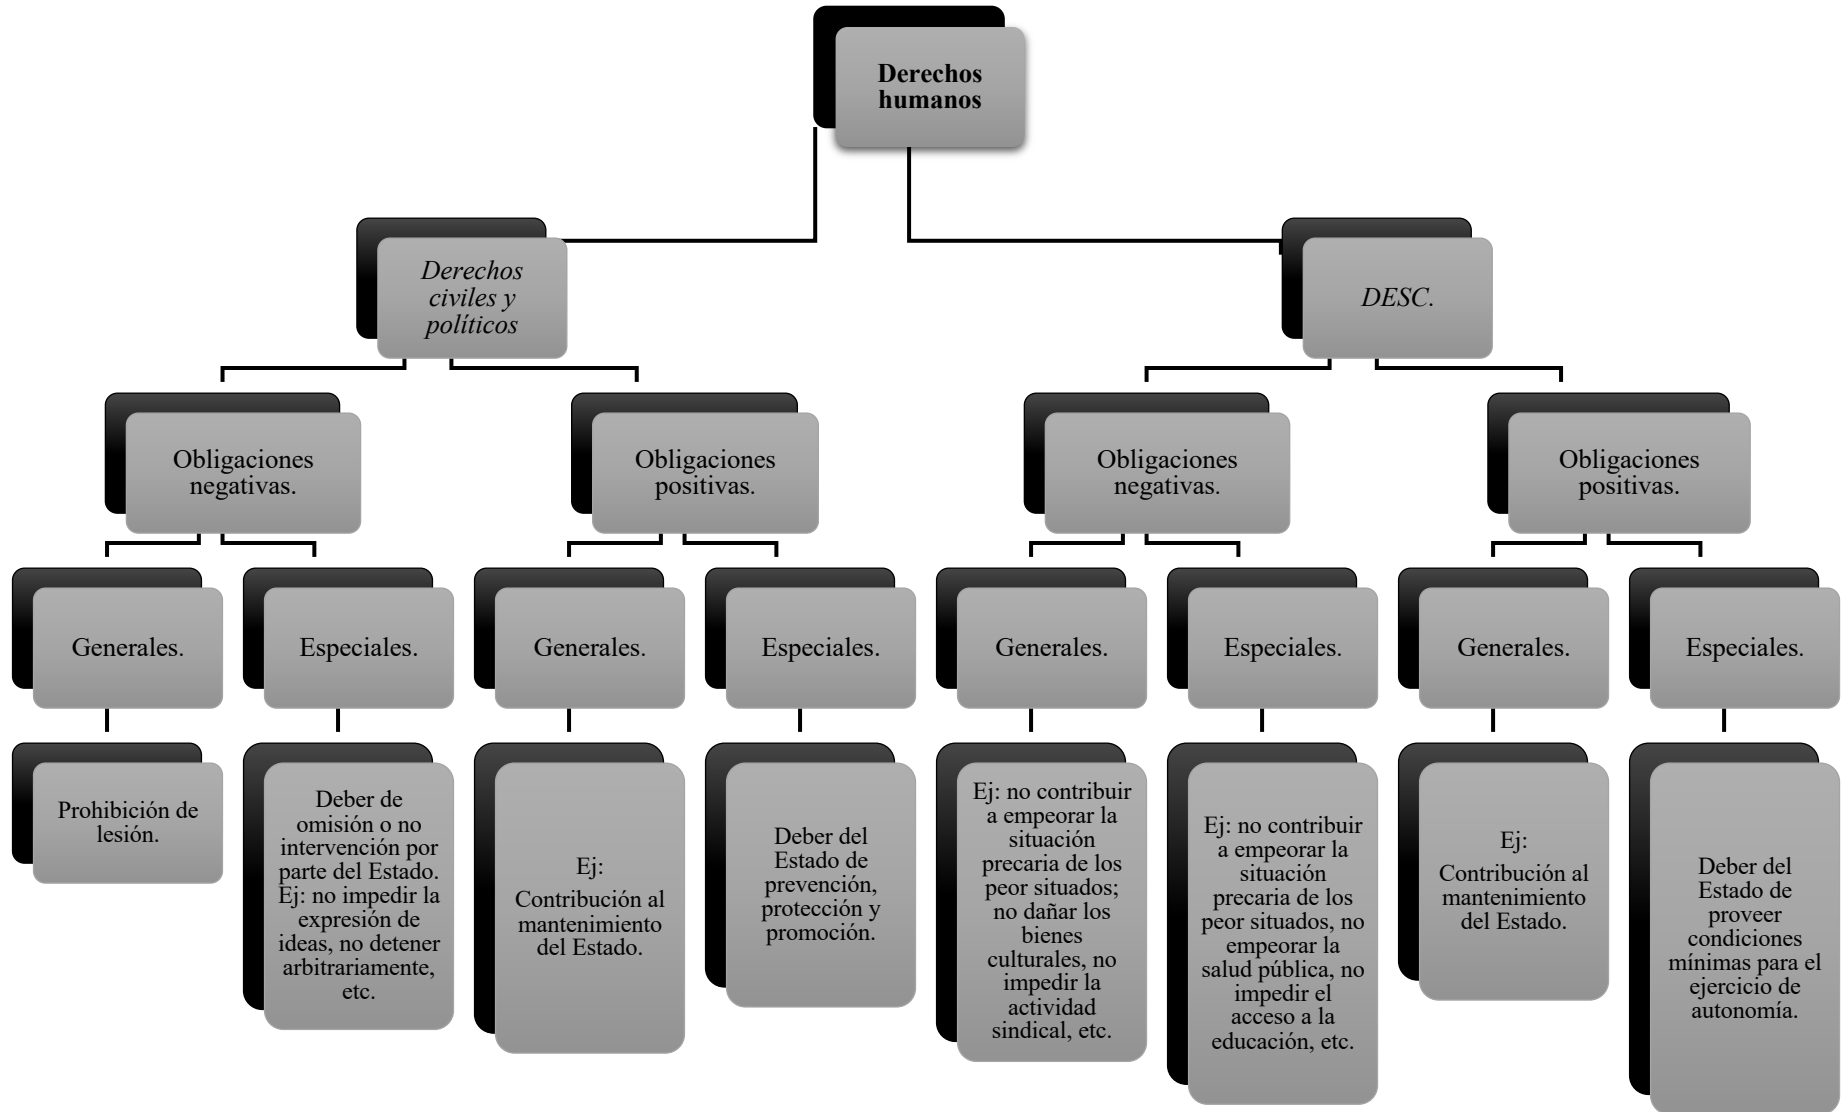 Derechos
humanos
Derechos
civiles y
políticos
DESC.
Obligaciones
negativas.
Obligaciones
positivas.
Obligaciones
negativas.
Obligaciones
positivas.
Generales.
Especiales.
Generales.
Especiales.
Generales.
Especiales.
Generales.
Especiales.
Prohibición de
lesión.
Deber de
omisión o no
intervención por
parte del Estado.
Ej: no impedir la
expresión de
ideas, no detener
arbitrariamente,
etc.
Ej:
Contribución al
mantenimiento
del Estado.
Deber del
Estado de
prevención,
protección y
promoción.
Ej: no contribuir
a empeorar la
situación
precaria de los
peor situados;
no dañar los
bienes
culturales, no
impedir la
actividad
sindical, etc.
Ej: no contribuir
a empeorar la
situación
precaria de los
peor situados, no
empeorar la
salud pública, no
impedir el
acceso a la
educación, etc.
Ej:
Contribución al
mantenimiento
del Estado.
Deber del
Estado de
proveer
condiciones
mínimas para el
ejercicio de
autonomía.